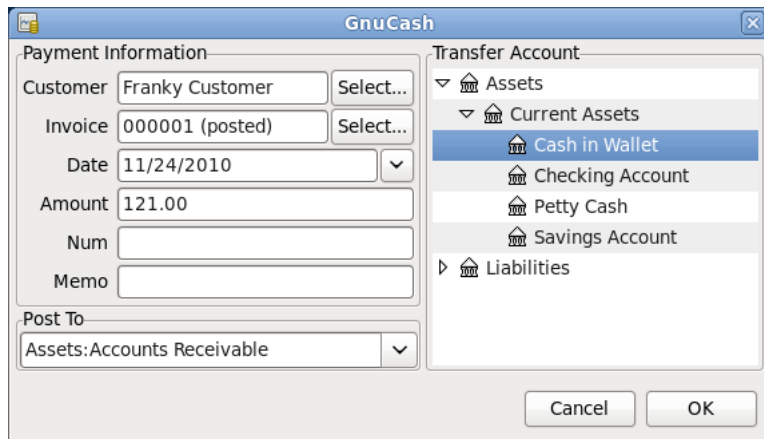 GnuCash
Payment Information
Customer Franky Customer Select...
Invoice 000001 (posted) Select...
Date 11/24/2010
Amount 121.00
Num
Memo
Post To
Assets:Accounts Receivable
Transfer Account
Assets
Current Assets
Cash in Wallet
Checking Account
Petty Cash
Savings Account
Liabilities
Cancel OK